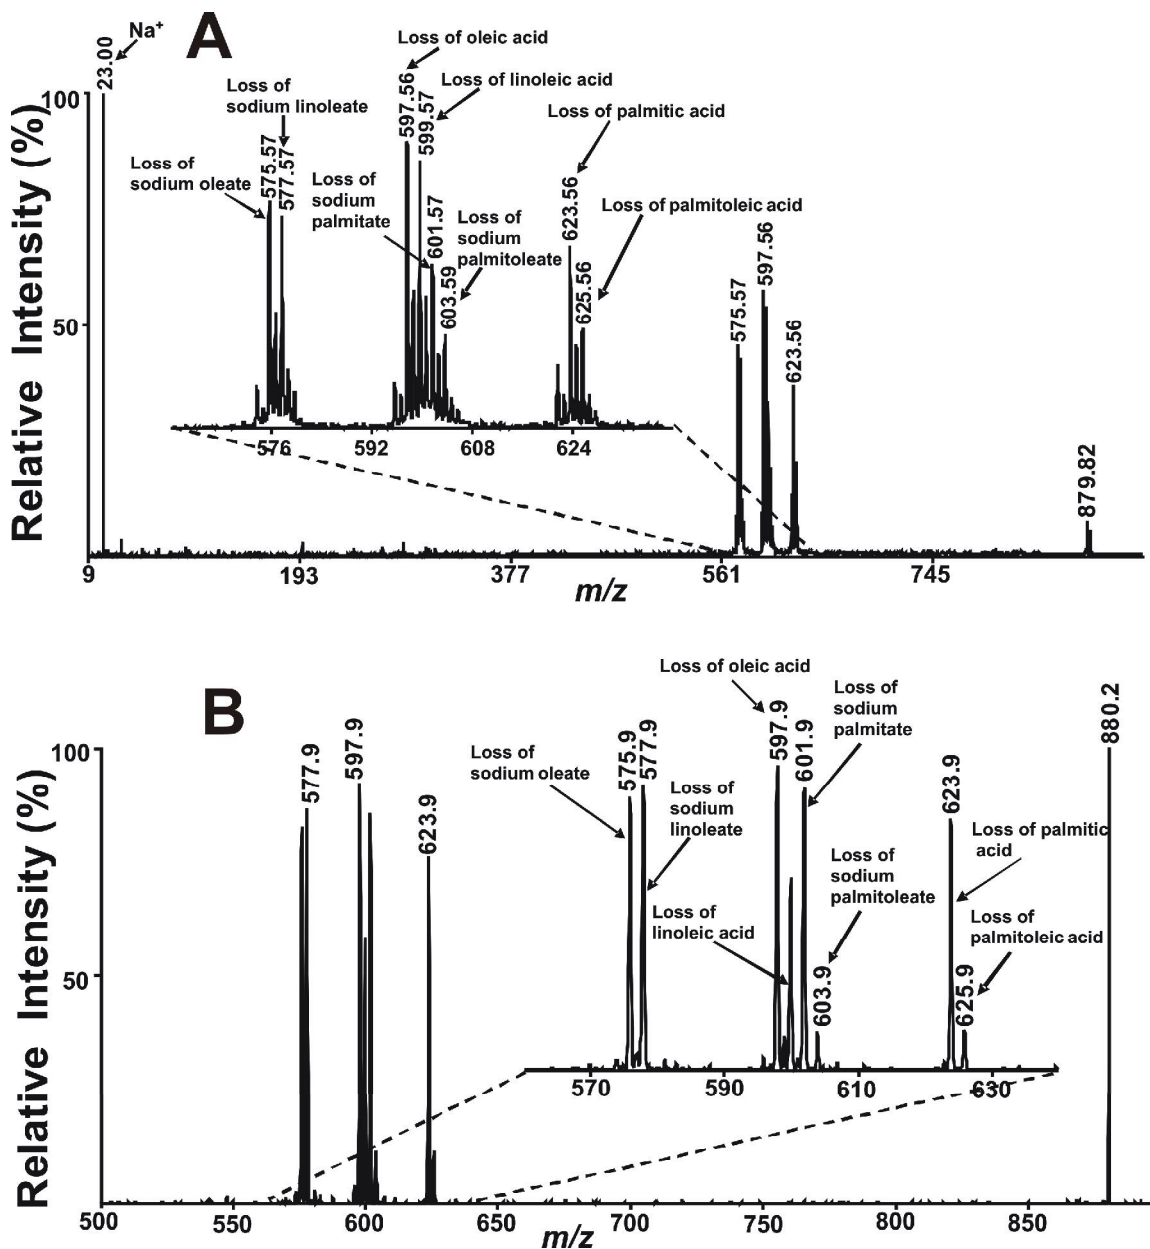 A
Na+
23.00
Loss of oleic acid
Loss of linoleic acid
Loss of
sodium linoleate
Loss of palmitic acid
Loss of
sodium oleate
Loss of
sodium
palmitate
Loss of
sodium
palmitoleate
Loss of palmitoleic acid
575.57
577.57
597.56
599.57
601.57
603.59
623.56
625.56
576
592
608
624
575.57
597.56
623.56
879.82
100
50
Relative Intensity (%)
9
193
377
561
745
m/z
B
Loss of oleic acid
Loss of
sodium
palmitate
Loss of
sodium oleate
Loss of
sodium
linoleate
Loss of
linoleic acid
Loss of
sodium
palmitoleate
Loss of palmitic
acid
Loss of
palmitoleic acid
575.9
577.9
597.9
601.9
603.9
623.9
625.9
570
590
610
630
577.9
597.9
623.9
880.2
100
50
Relative Intensity (%)
500
550
600
650
700
750
800
850
m/z